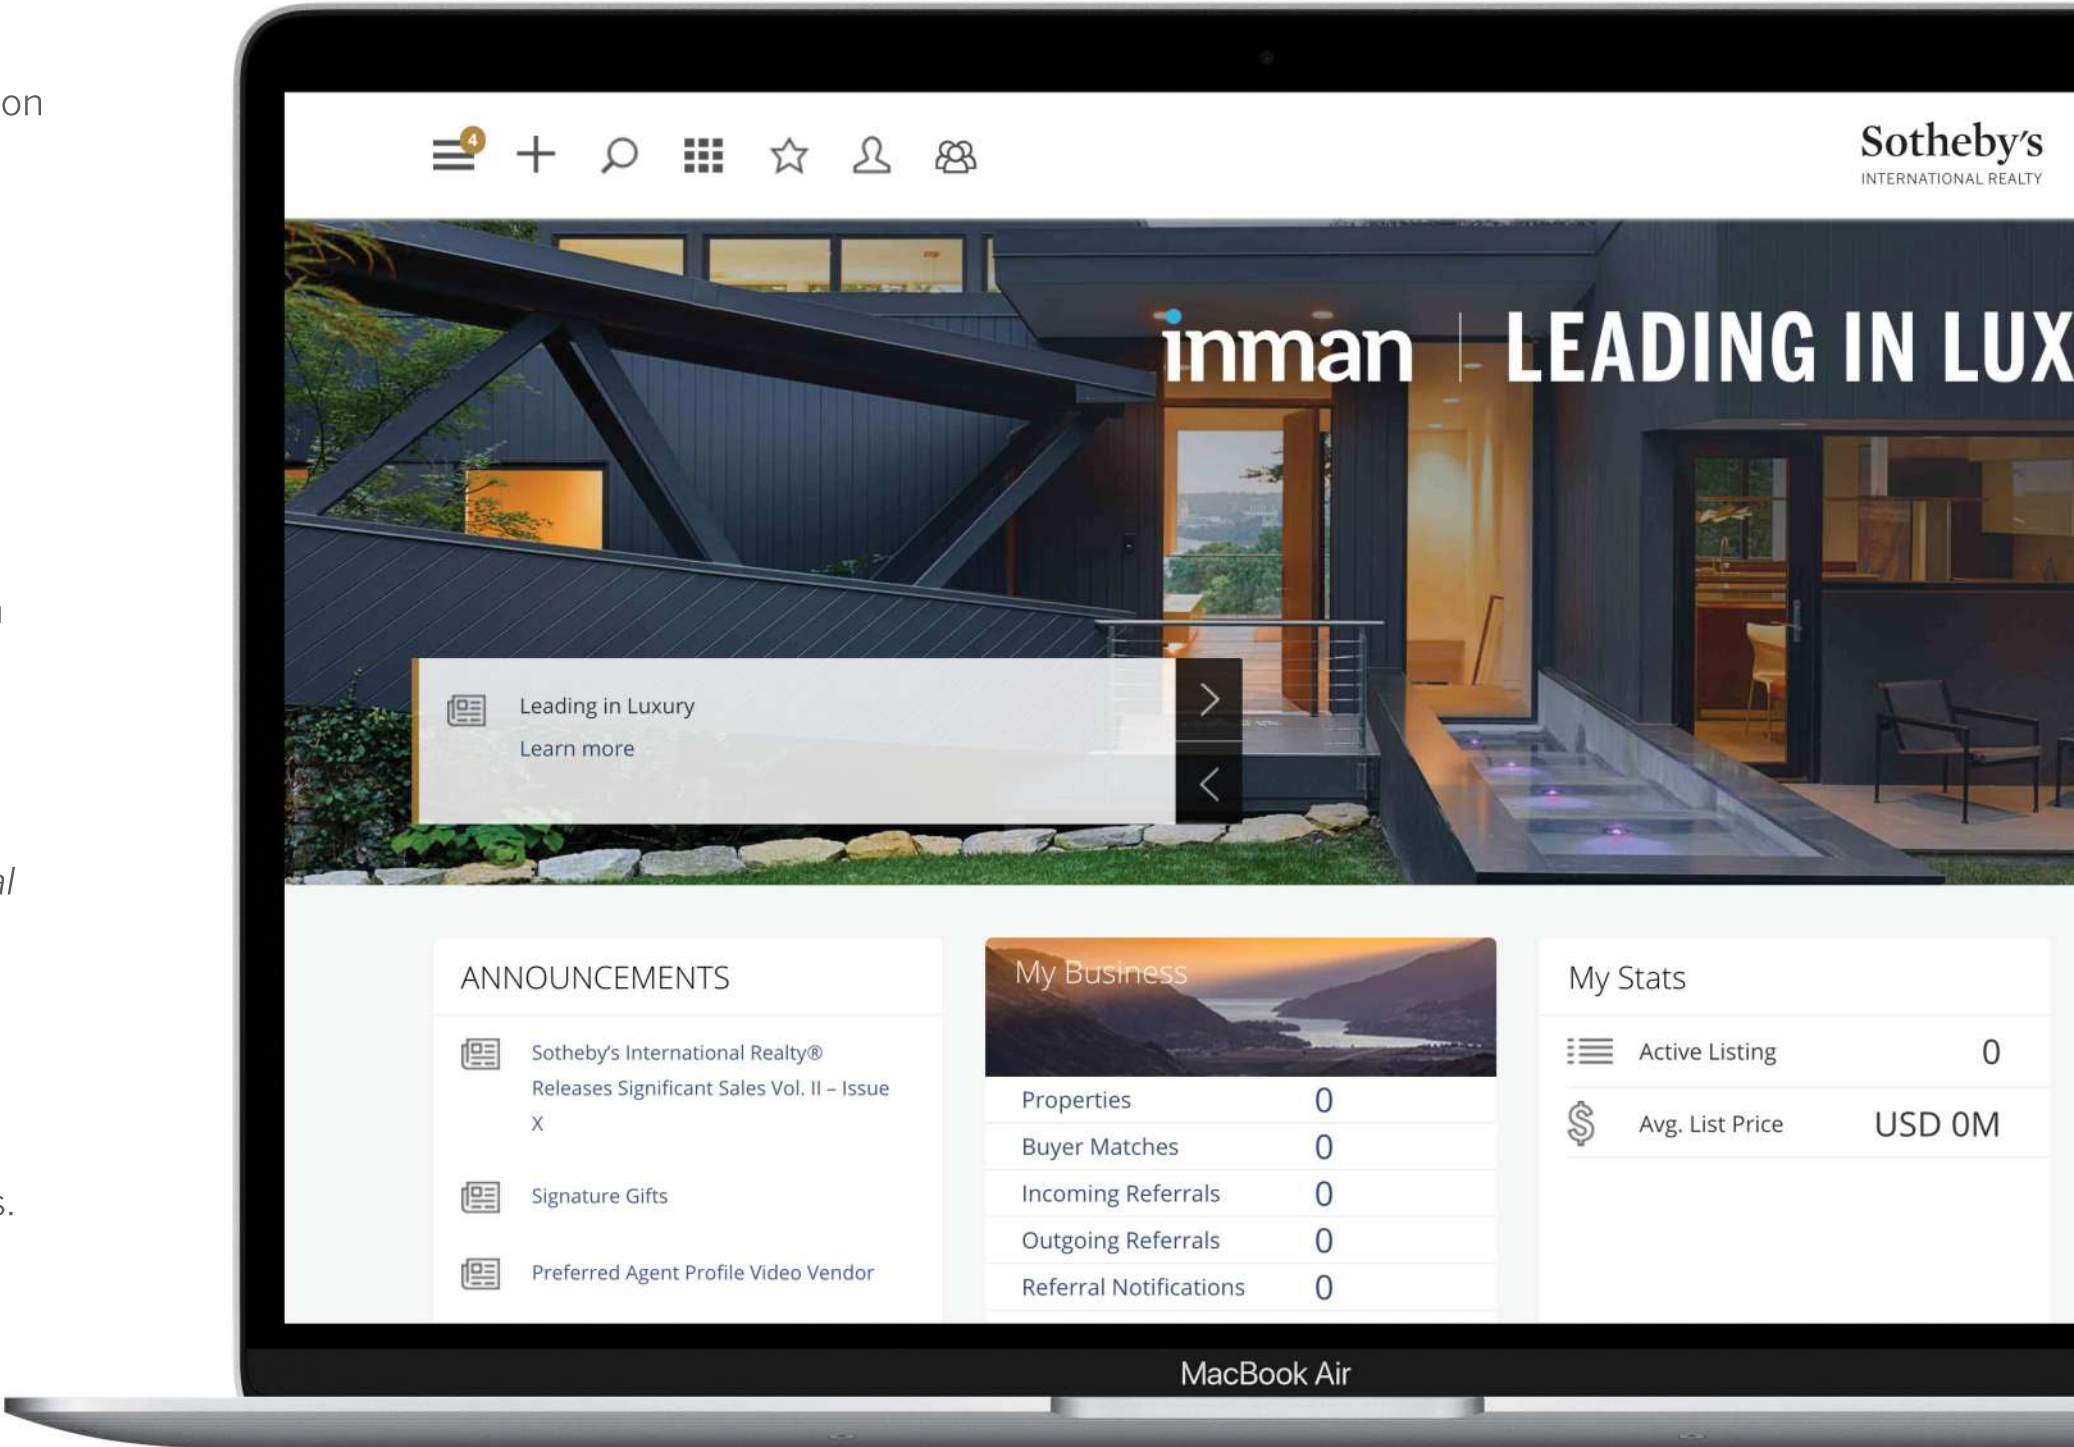 on
al
s.
4
Sotheby's
INTERNATIONAL REALTY
inman | LEADING IN LUX
Leading in Luxury
Learn more
ANNOUNCEMENTS
Sotheby's International Realty®
Releases Significant Sales Vol. II – Issue
X
Signature Gifts
Preferred Agent Profile Video Vendor
My Business
Properties 0
Buyer Matches 0
Incoming Referrals 0
Outgoing Referrals 0
Referral Notifications 0
My Stats
Active Listing 0
Avg. List Price USD 0M
MacBook Air